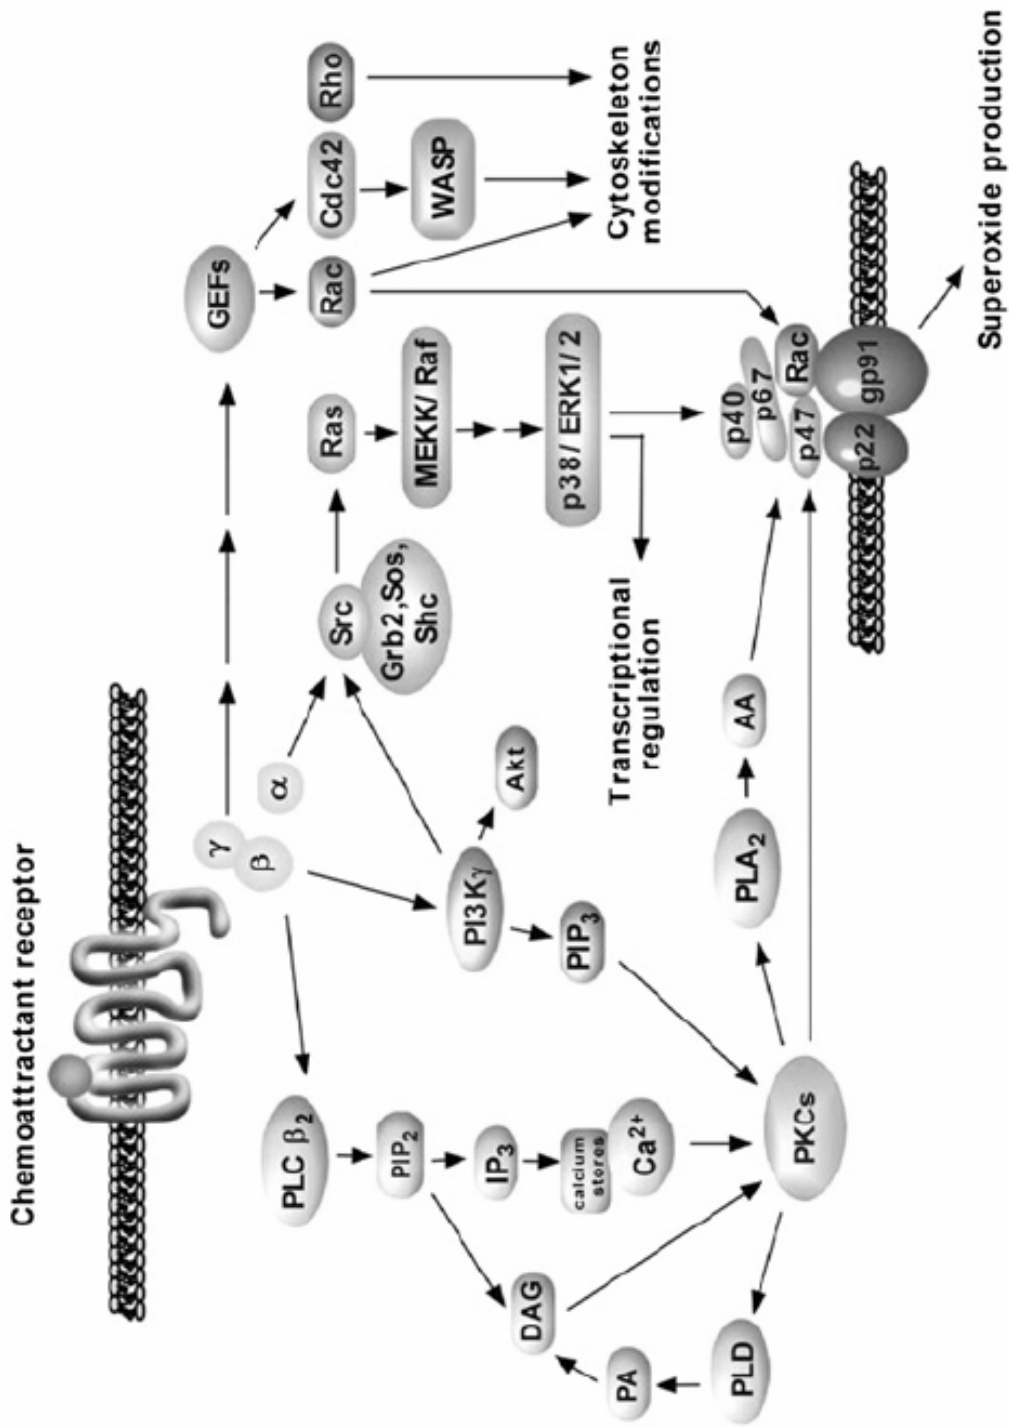 Chemoattractant receptor
γ
β
α
GEFs
Rac
Cdc42
Rho
WASP
Cytoskeleton
modifications
Src
Grb2,Sos,
Shc
Ras
MEKK/ Raf
p38/ ERK1/2
Transcriptional
regulation
PI3Kγ
Akt
PIP3
PLC β2
PIP2
IP3
calcium
stores
Ca2+
DAG
PA
PLD
PKCs
PLA2
AA
p40
p67
p47
Rac
p22
gp91
Superoxide production